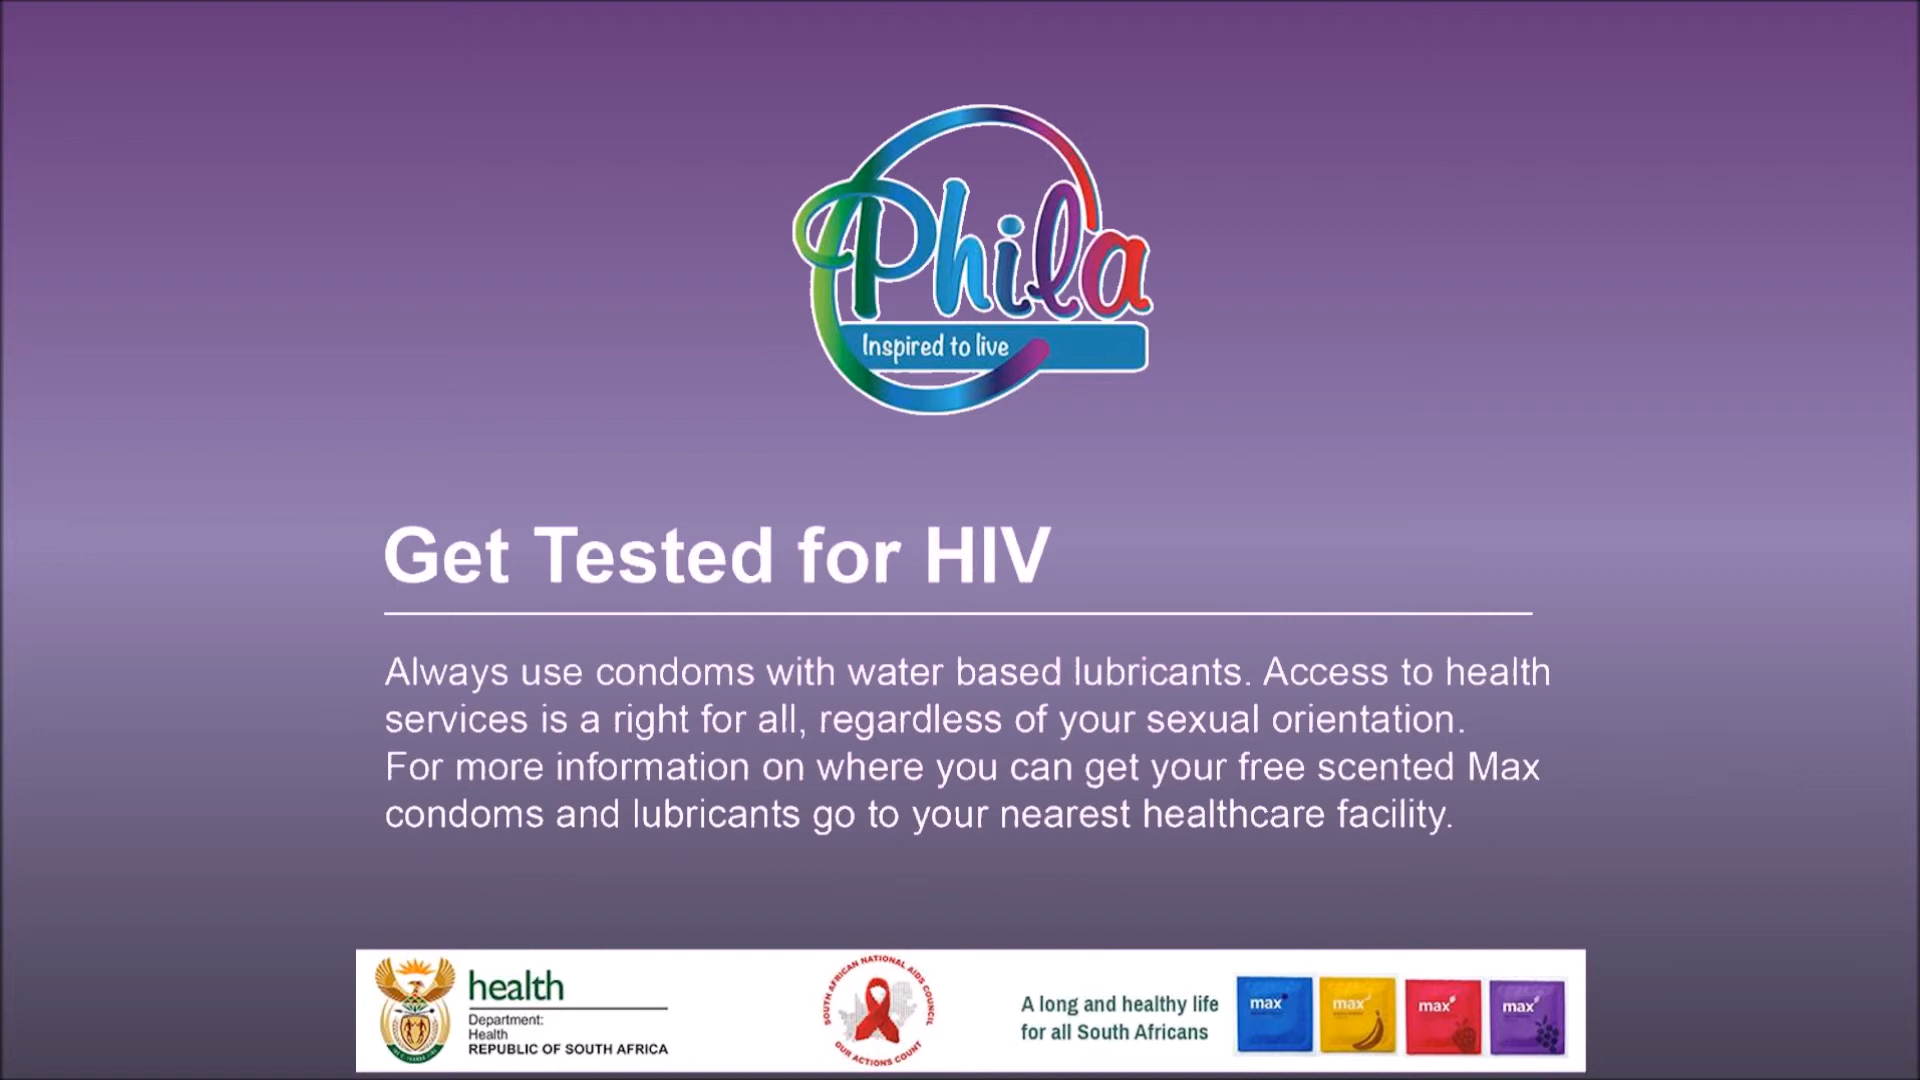 Phila
Inspired to live
Get Tested for HIV
Always use condoms with water based lubricants. Access to health
services is a right for all, regardless of your sexual orientation.
For more information on where you can get your free scented Max
condoms and lubricants go to your nearest healthcare facility.
health
Department:
Health
REPUBLIC OF SOUTH AFRICA
SOUTH AFRICAN NATIONAL AIDS COUNCIL
OUR ACTIONS COUNT
A long and healthy life
for all South Africans
max
max
max
max